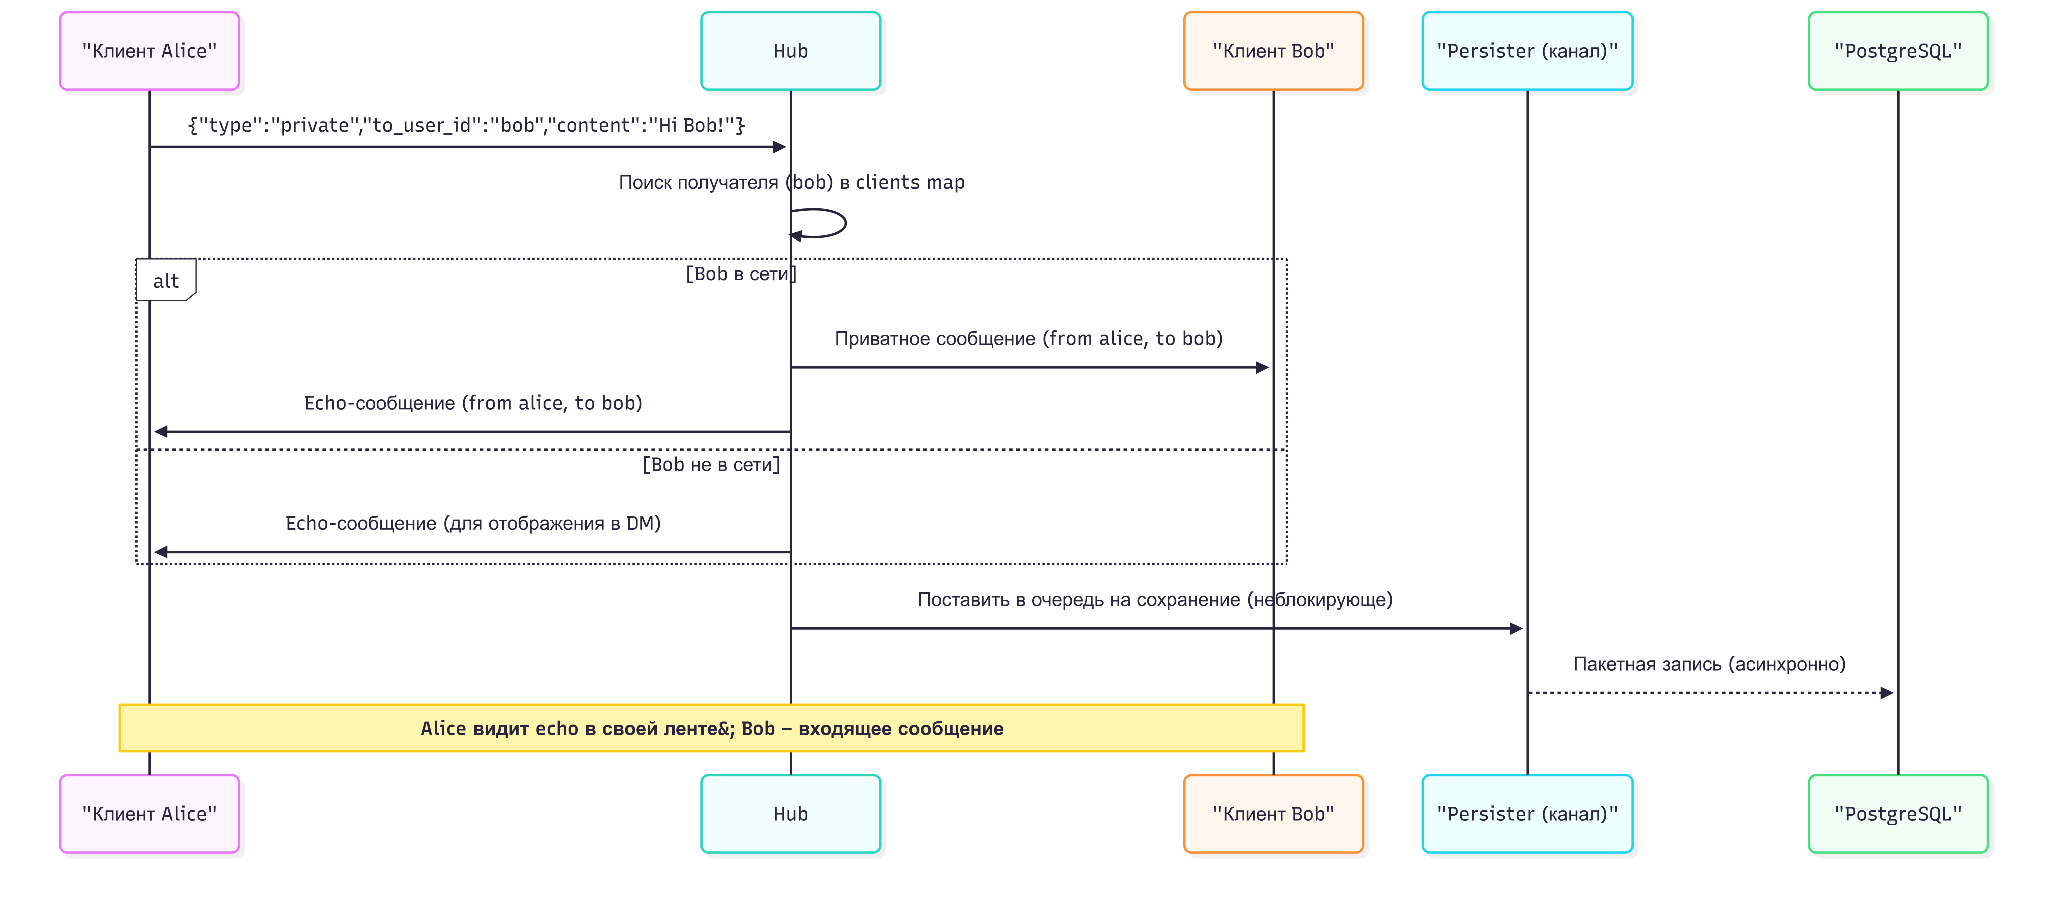 "Клиент Alice"
Hub
"Клиент Bob"
"Persister (канал)"
"PostgreSQL"
{"type":"private","to_user_id":"bob","content":"Hi Bob!"}
Поиск получателя (bob) в clients map
alt
[Bob в сети]
Приватное сообщение (from alice, to bob)
Echo-сообщение (from alice, to bob)
[Bob не в сети]
Echo-сообщение (для отображения в DM)
Поставить в очередь на сохранение (неблокирующе)
Пакетная запись (асинхронно)
Alice видит echo в своей ленте&; Bob – входящее сообщение
"Клиент Alice"
Hub
"Клиент Bob"
"Persister (канал)"
"PostgreSQL"